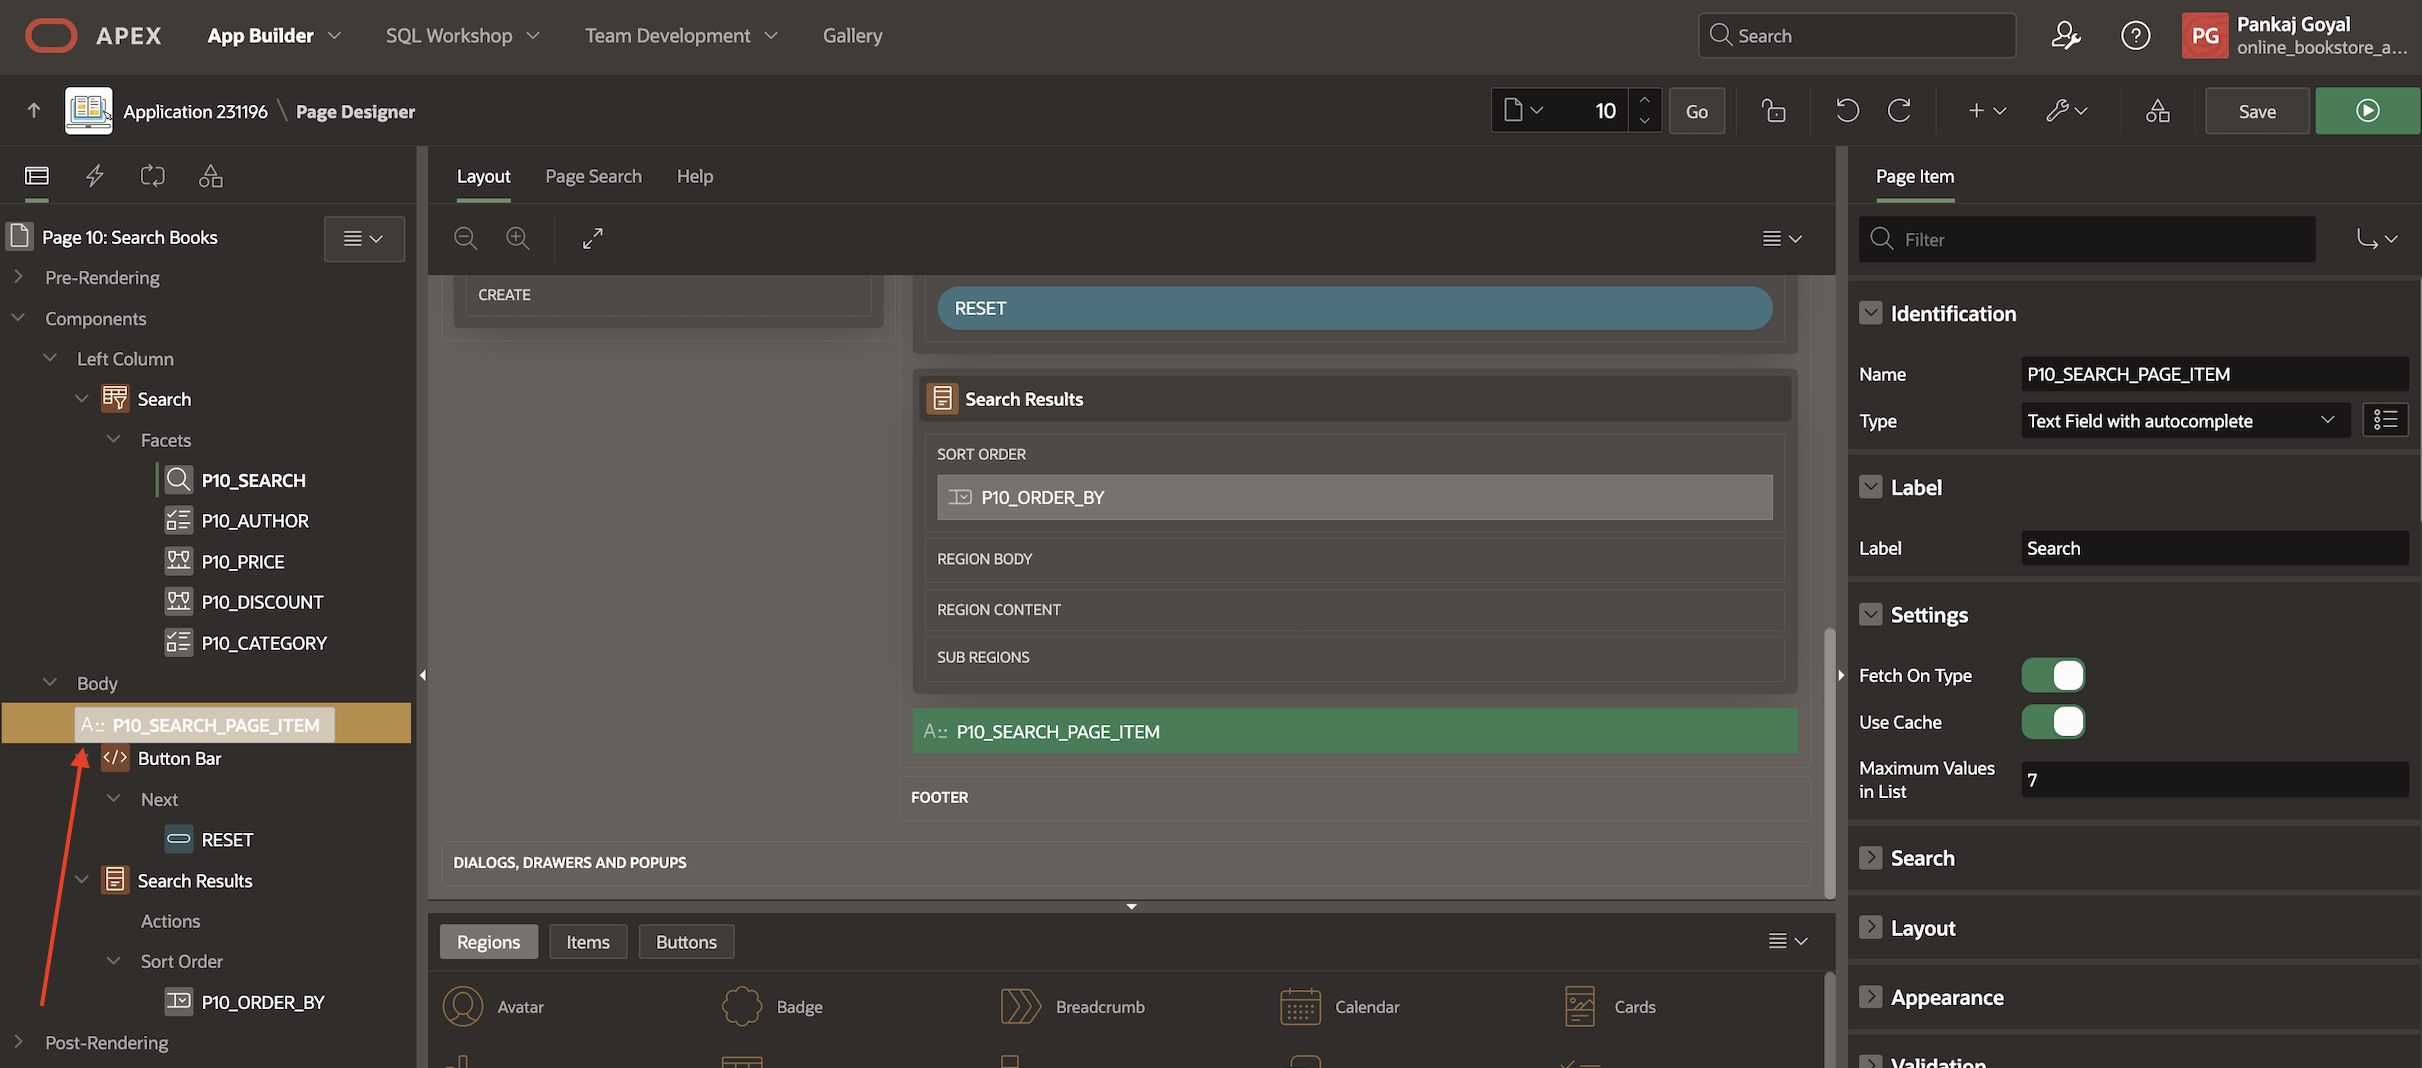 APEX
App Builder
SQL Workshop
Team Development
Gallery
Search
PG
Pankaj Goyal
online_bookstore_a...
Application 231196 \ Page Designer
10
Go
Save
Page 10: Search Books
Pre-Rendering
Components
Left Column
Search
Facets
P10_SEARCH
P10_AUTHOR
P10_PRICE
P10_DISCOUNT
P10_CATEGORY
Body
P10_SEARCH_PAGE_ITEM
Button Bar
Next
RESET
Search Results
Actions
Sort Order
P10_ORDER_BY
Post-Rendering
Layout
Page Search
Help
CREATE
RESET
Search Results
SORT ORDER
P10_ORDER_BY
REGION BODY
REGION CONTENT
SUB REGIONS
P10_SEARCH_PAGE_ITEM
FOOTER
DIALOGS, DRAWERS AND POPUPS
Regions
Items
Buttons
Avatar
Badge
Breadcrumb
Calendar
Cards
Page Item
Filter
Identification
Name P10_SEARCH_PAGE_ITEM
Type Text Field with autocomplete
Label
Label Search
Settings
Fetch On Type
Use Cache
Maximum Values
in List
7
Search
Layout
Appearance
Validation